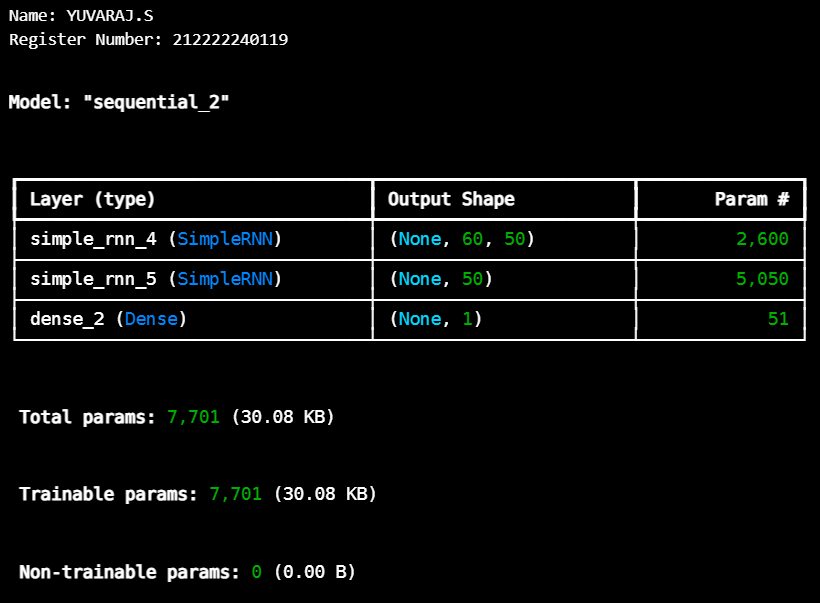 Name: YUVARAJ.S
Register Number: 212222240119
Model: "sequential_2"
Layer (type) Output Shape Param #
simple_rnn_4 (SimpleRNN) (None, 60, 50) 2,600
simple_rnn_5 (SimpleRNN) (None, 50) 5,050
dense_2 (Dense) (None, 1) 51
Total params: 7,701 (30.08 KB)
Trainable params: 7,701 (30.08 KB)
Non-trainable params: 0 (0.00 B)